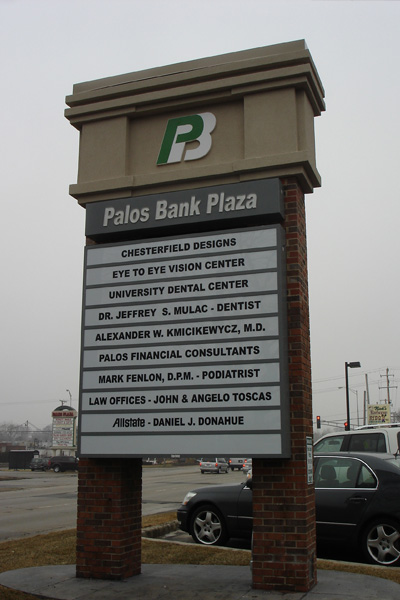 PB
Palos Bank Plaza
CHESTERFIELD DESIGNS
EYE TO EYE VISION CENTER
UNIVERSITY DENTAL CENTER
DR. JEFFREY S. MULAC - DENTIST
ALEXANDER W. KMICIKEWYCZ, M.D.
PALOS FINANCIAL CONSULTANTS
MARK FENLON, D.P.M. - PODIATRIST
LAW OFFICES - JOHN & ANGELO TOSCAS
Allstate - DANIEL J. DONAHUE